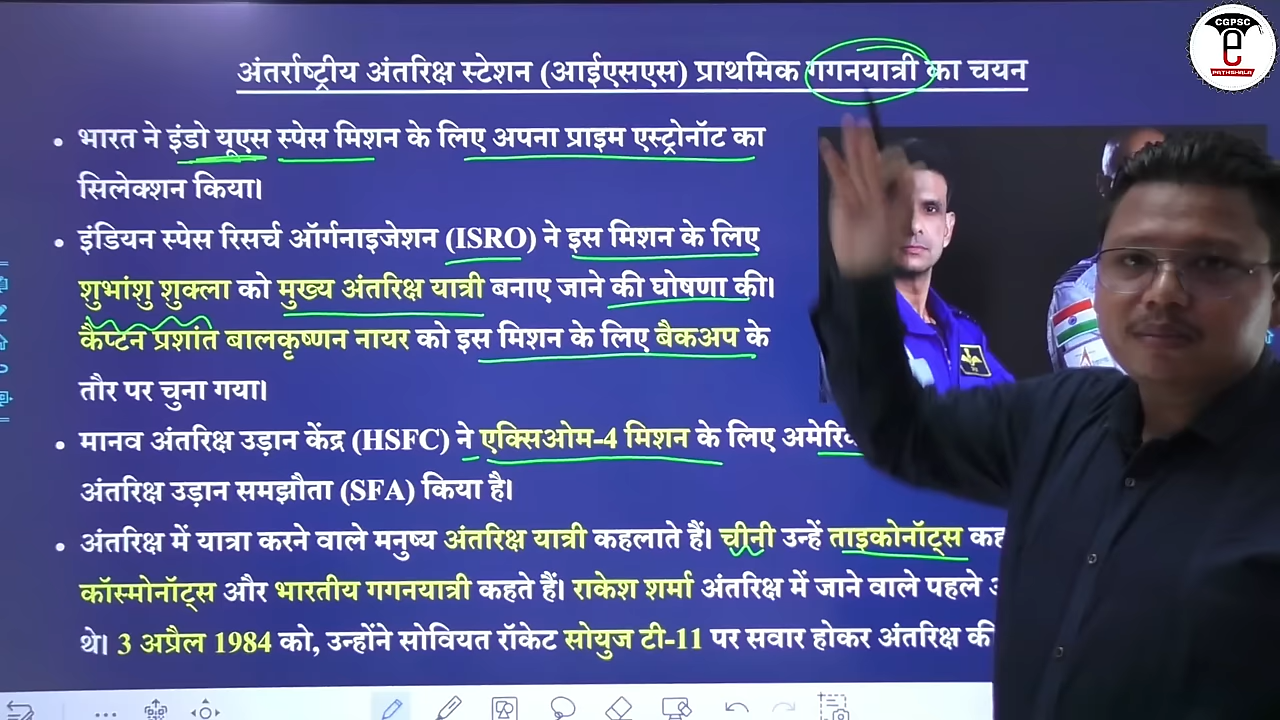 CGPSC
e
PATHSHALA
अंतर्राष्ट्रीय अंतरिक्ष स्टेशन (आईएसएस) प्राथमिक गगनयात्री का चयन
• भारत ने इंडो यूएस स्पेस मिशन के लिए अपना प्राइम एस्ट्रोनॉट का
सिलेक्शन किया।
• इंडियन स्पेस रिसर्च ऑर्गनाइजेशन (ISRO) ने इस मिशन के लिए
शुभांशु शुक्ला को मुख्य अंतरिक्ष यात्री बनाए जाने की घोषणा की।
कैप्टन प्रशांत बालकृष्णन नायर को इस मिशन के लिए बैकअप के
तौर पर चुना गया।
• मानव अंतरिक्ष उड़ान केंद्र (HSFC) ने एक्सिओम-4 मिशन के लिए
अंतरिक्ष उड़ान समझौता (SFA) किया है।
• अंतरिक्ष में यात्रा करने वाले मनुष्य अंतरिक्ष यात्री कहलाते हैं। चीनी उन्हें ताइकोनॉट्स
कॉस्मोनॉट्स और भारतीय गगनयात्री कहते हैं। राकेश शर्मा अंतरिक्ष में जाने वाले पहले
थे। 3 अप्रैल 1984 को, उन्होंने सोवियत रॉकेट सोयुज टी-11 पर सवार होकर अंतरिक्ष की